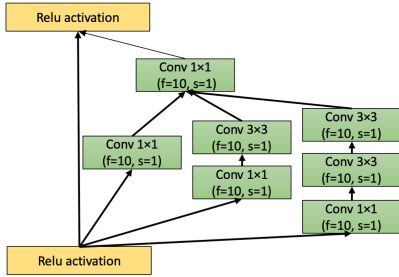 Relu activation
Conv 1×1
(f=10, s=1)
Conv 1×1
(f=10, s=1)
Conv 3×3
(f=10, s=1)
Conv 1×1
(f=10, s=1)
Conv 3×3
(f=10, s=1)
Conv 3×3
(f=10, s=1)
Conv 1×1
(f=10, s=1)
Relu activation